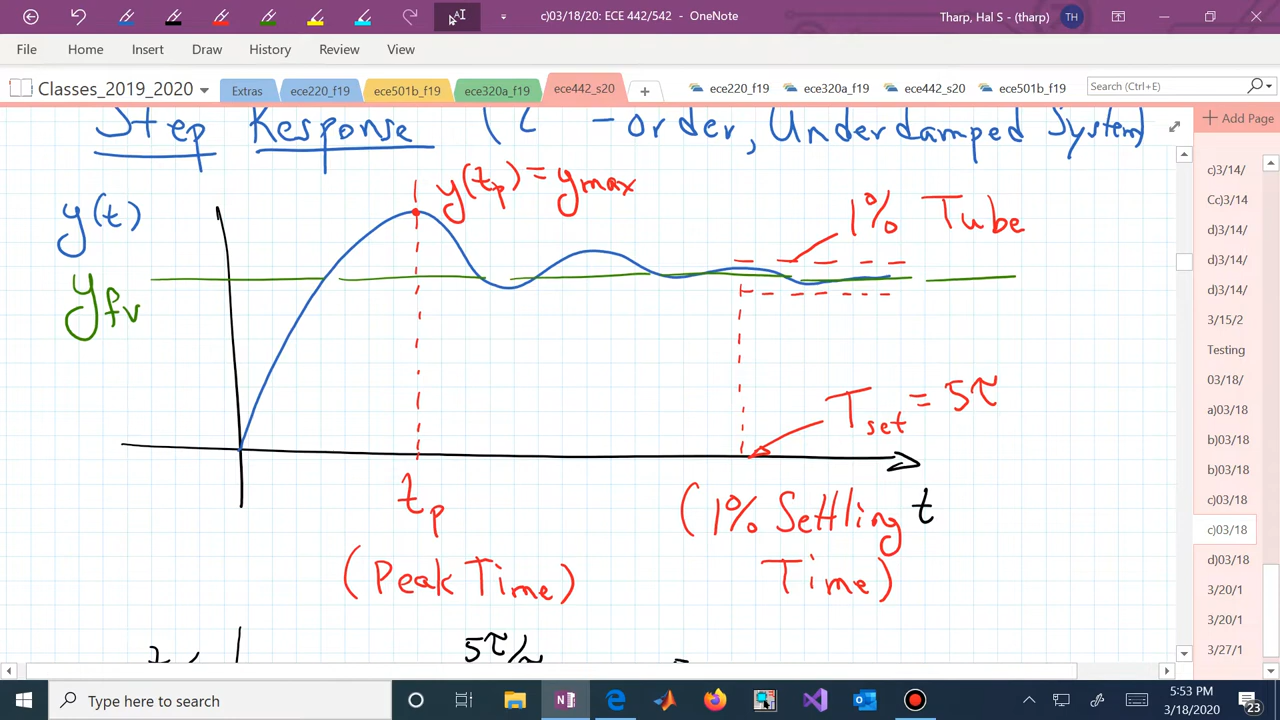 c)03/18/20: ECE 442/542 - OneNote
Tharp, Hal S (tharp)
TH
File Home Insert Draw History Review View
Classes_2019_2020
Extras
ece220_f19
ece501b_f19
ece320a_f19
ece442_s20
ece220_f19
ece320a_f19
ece442_s20
ece501b_f19
Search (Ctrl+E)
Step Response
-order, Underdamped System)
Add Page
y(t)
y(tp) = ymax
1% Tube
yfv
Tset = 5τ
tp
t
(Peak Time)
(1% Settling
Time)
5τ/
c)3/14/
Cc)3/14
d)3/14/
d)3/14/
d)3/14/
3/15/2
Testing
03/18/
a)03/18
b)03/18
b)03/18
c)03/18
c)03/18
d)03/18
3/20/1
3/20/1
3/27/1
Type here to search
5:53 PM
3/18/2020
23